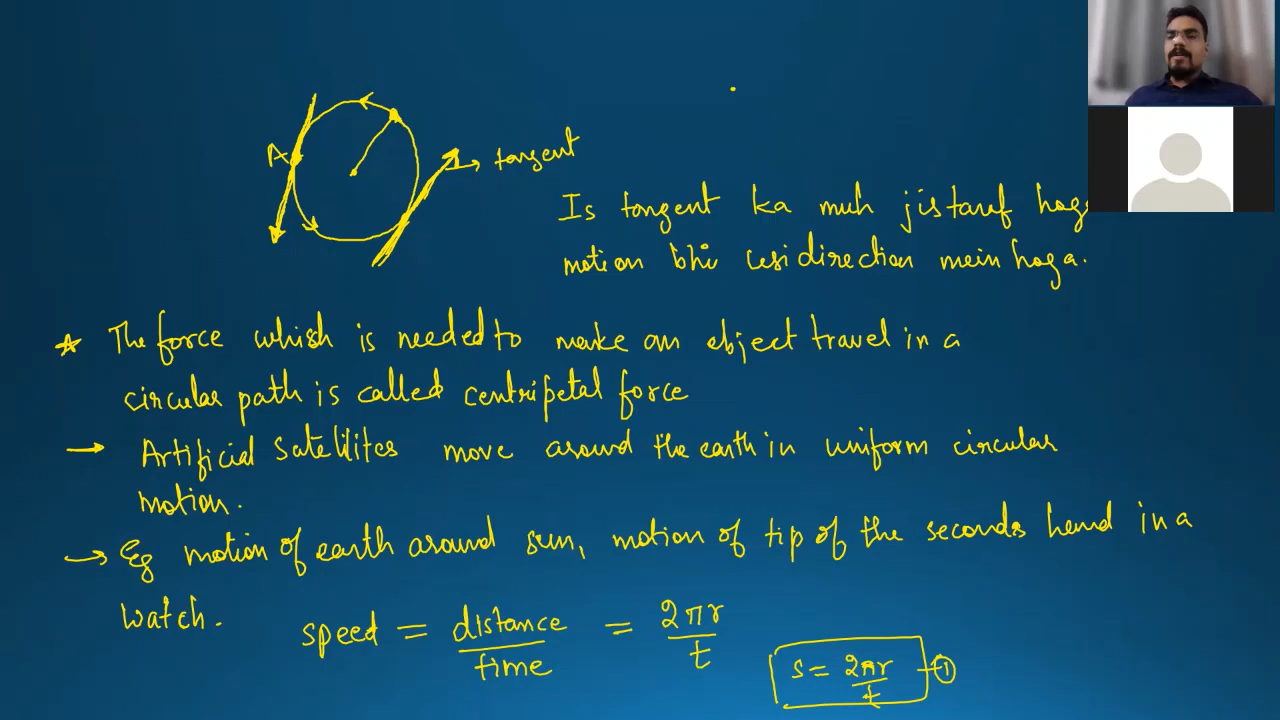 A
→ tangent
Is tangent ka muh jistaraf hoga
motion bhi usi direction mein hoga.
☆ The force which is needed to make an object travel in a
circular path is called centripetal force
→ Artificial Satellites move around the earth in uniform circular
motion.
→ Eg motion of earth around sun, motion of tip of the seconds hand in a
watch.
speed = distance/time = 2πr/t
s = 2πr/t —①